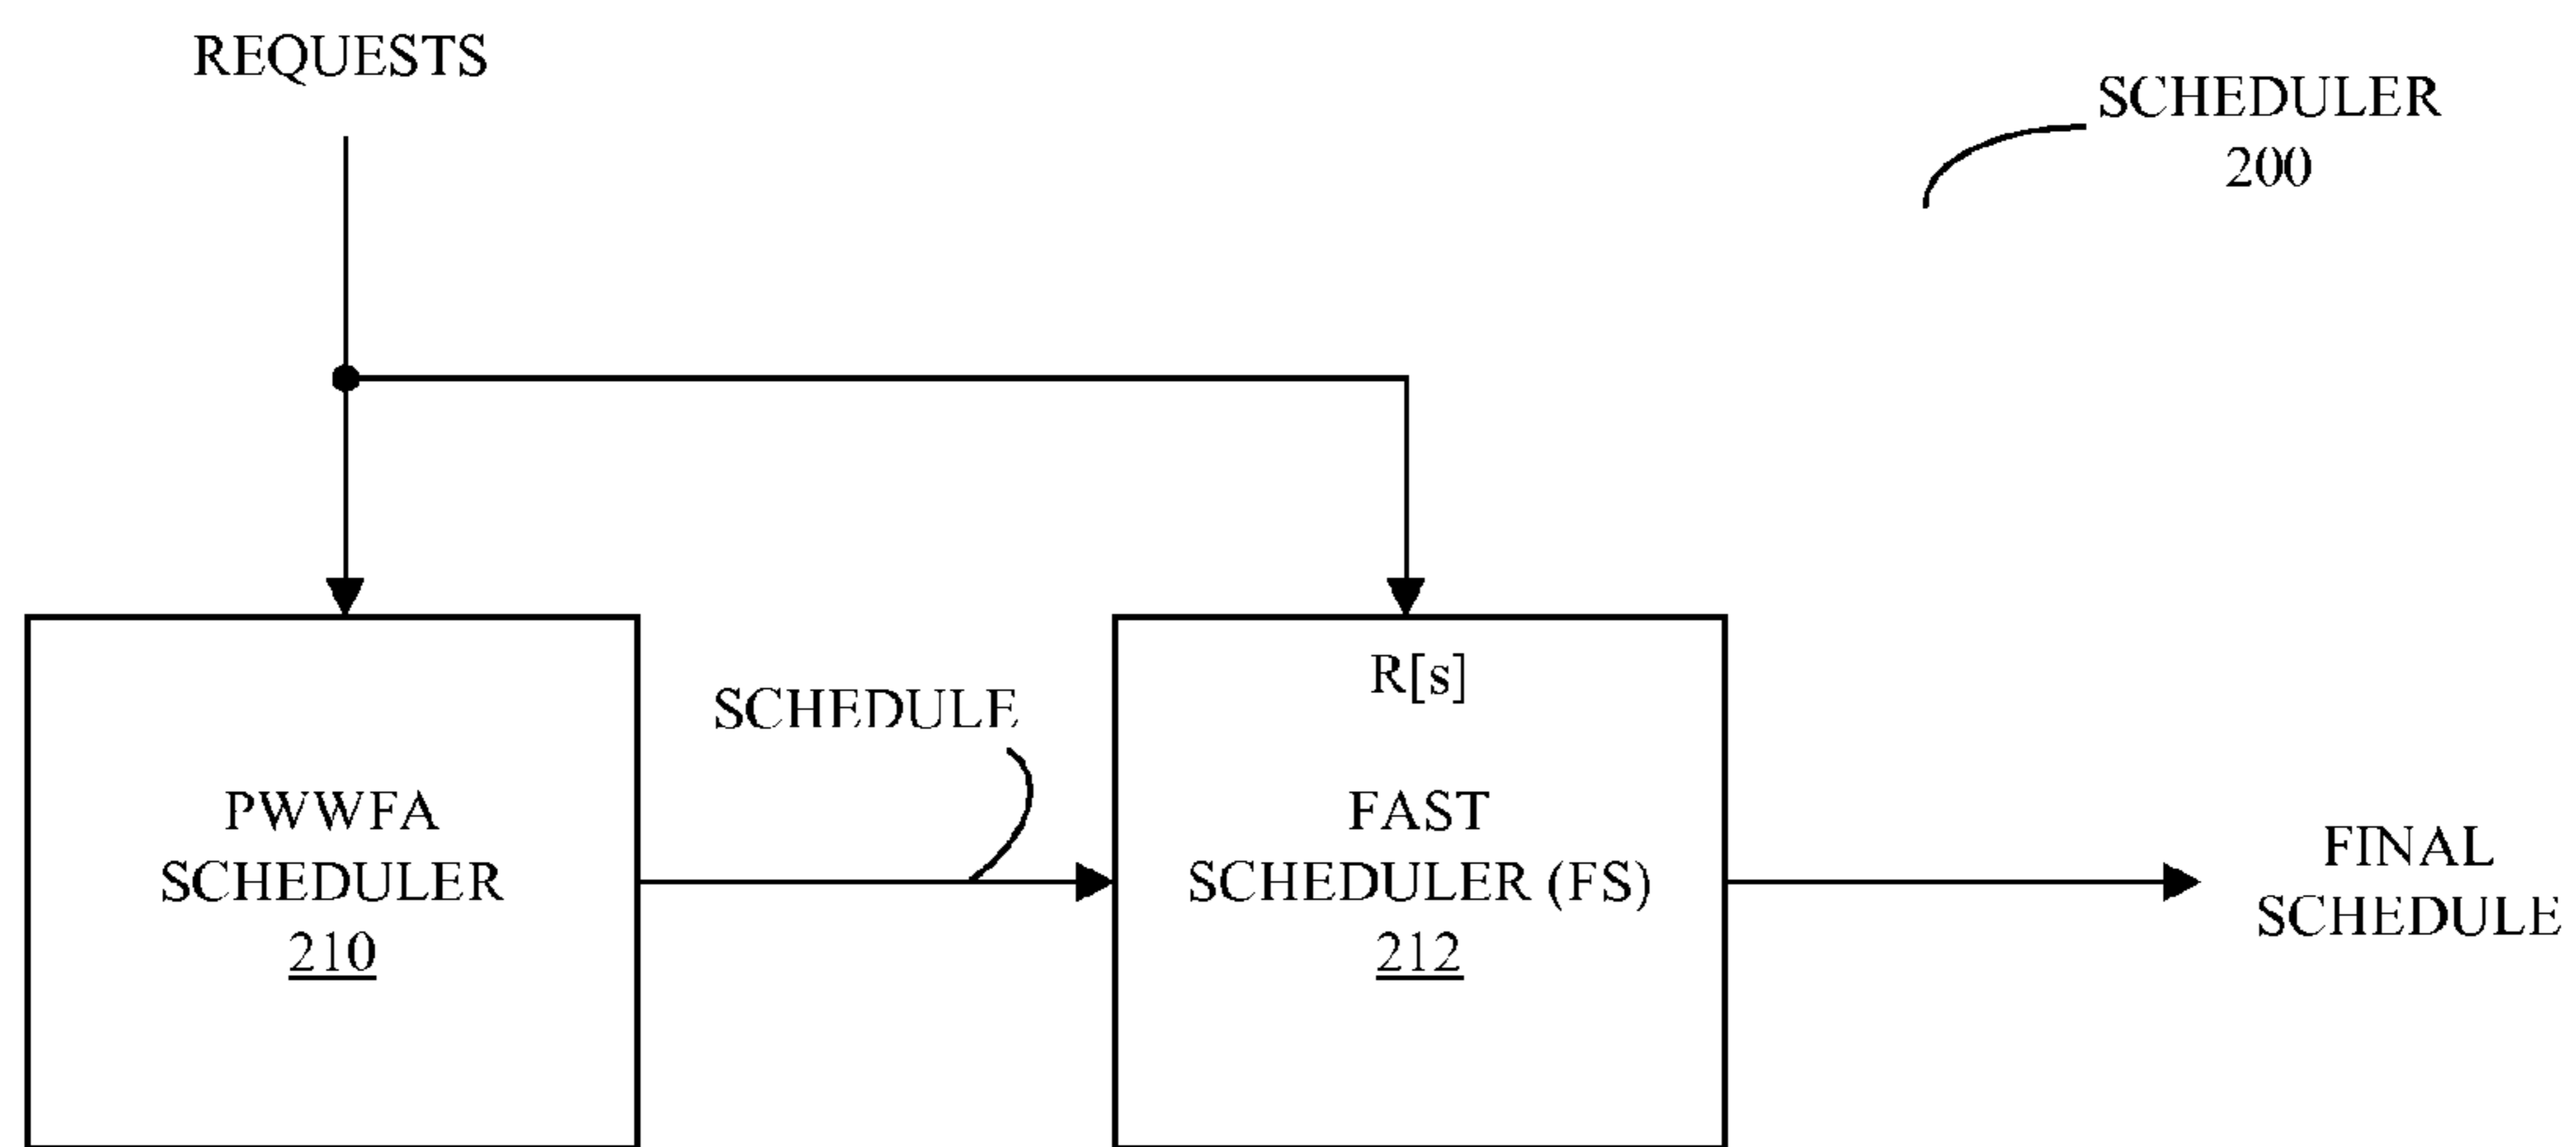 REQUESTS
SCHEDULER
200
R[s]
SCHEDULE
PWWFA
SCHEDULER
210
FAST
SCHEDULER (FS)
212
FINAL
SCHEDULE